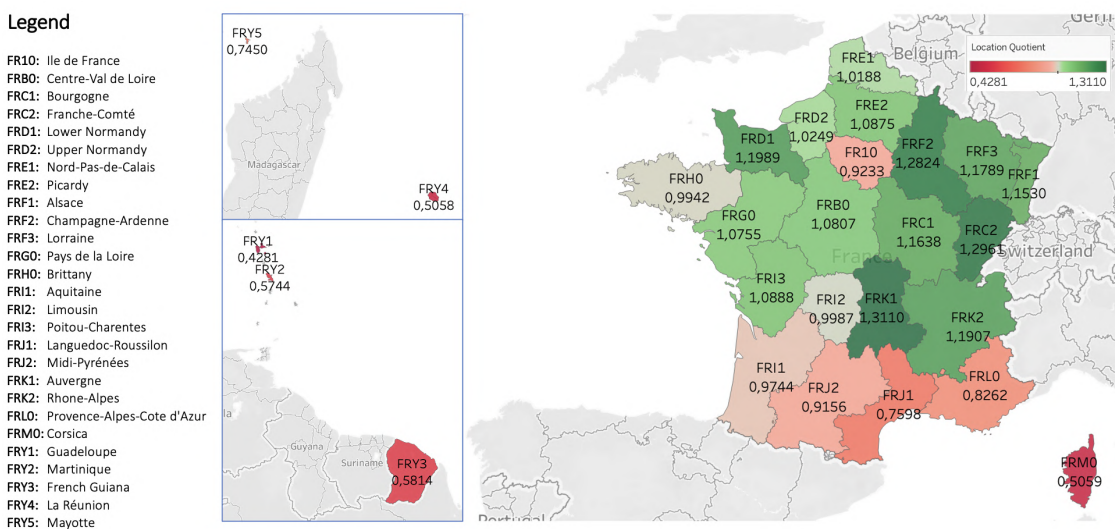 Legend
FR10: Ile de France
FRB0: Centre-Val de Loire
FRC1: Bourgogne
FRC2: Franche-Comté
FRD1: Lower Normandy
FRD2: Upper Normandy
FRE1: Nord-Pas-de-Calais
FRE2: Picardy
FRF1: Alsace
FRF2: Champagne-Ardenne
FRF3: Lorraine
FRG0: Pays de la Loire
FRH0: Brittany
FRI1: Aquitaine
FRI2: Limousin
FRI3: Poitou-Charentes
FRJ1: Languedoc-Roussilon
FRJ2: Midi-Pyrénées
FRK1: Auvergne
FRK2: Rhone-Alpes
FRL0: Provence-Alpes-Cote d'Azur
FRM0: Corsica
FRY1: Guadeloupe
FRY2: Martinique
FRY3: French Guiana
FRY4: La Réunion
FRY5: Mayotte
FRY5
0,7450
Madagascar
FRY4
0,5058
FRY1
0,4281
FRY2
0,5744
la
Guyana
Suriname
FRY3
0,5814
Germ
Belgium
Location Quotient
0,4281
1,3110
FRE1
1,0188
FRE2
1,0875
FRD2
1,0249
FRD1
1,1989
FR10
0,9233
FRF2
1,2824
FRF3
1,1789
FRF1
1,1530
FRH0
0,9942
FRG0
1,0755
FRB0
1,0807
FRC1
1,1638
FRC2
1,2961
Switzerland
France
FRI3
1,0888
FRI2
0,9987
FRK1
1,3110
FRK2
1,1907
FRI1
0,9744
FRJ2
0,9156
FRJ1
0,7598
FRL0
0,8262
FRM0
0,5059
Portugal